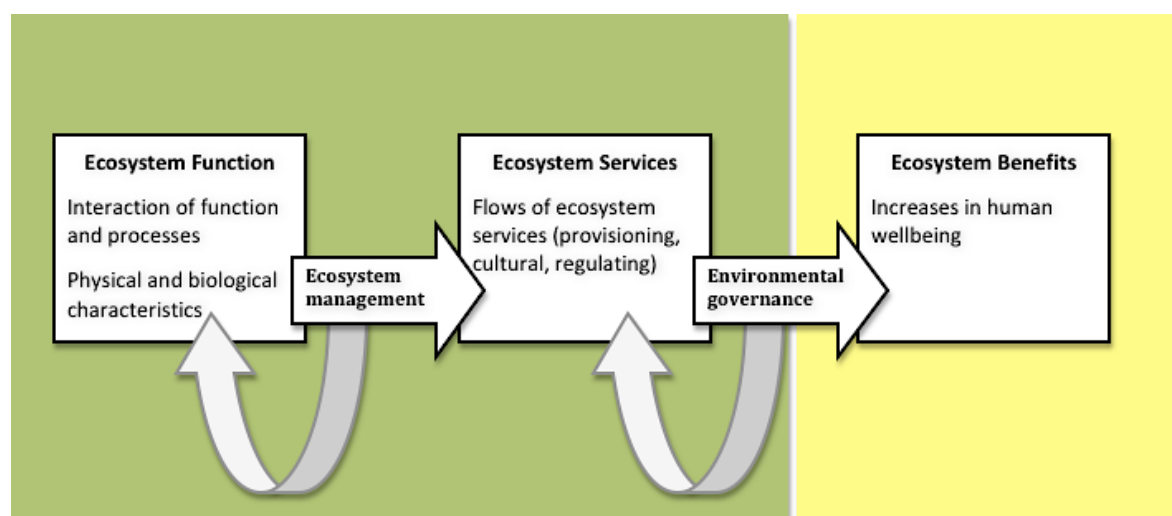 Ecosystem Function
Interaction of function
and processes
Physical and biological
characteristics
Ecosystem
management
Ecosystem Services
Flows of ecosystem
services (provisioning,
cultural, regulating)
Environmental
governance
Ecosystem Benefits
Increases in human
wellbeing